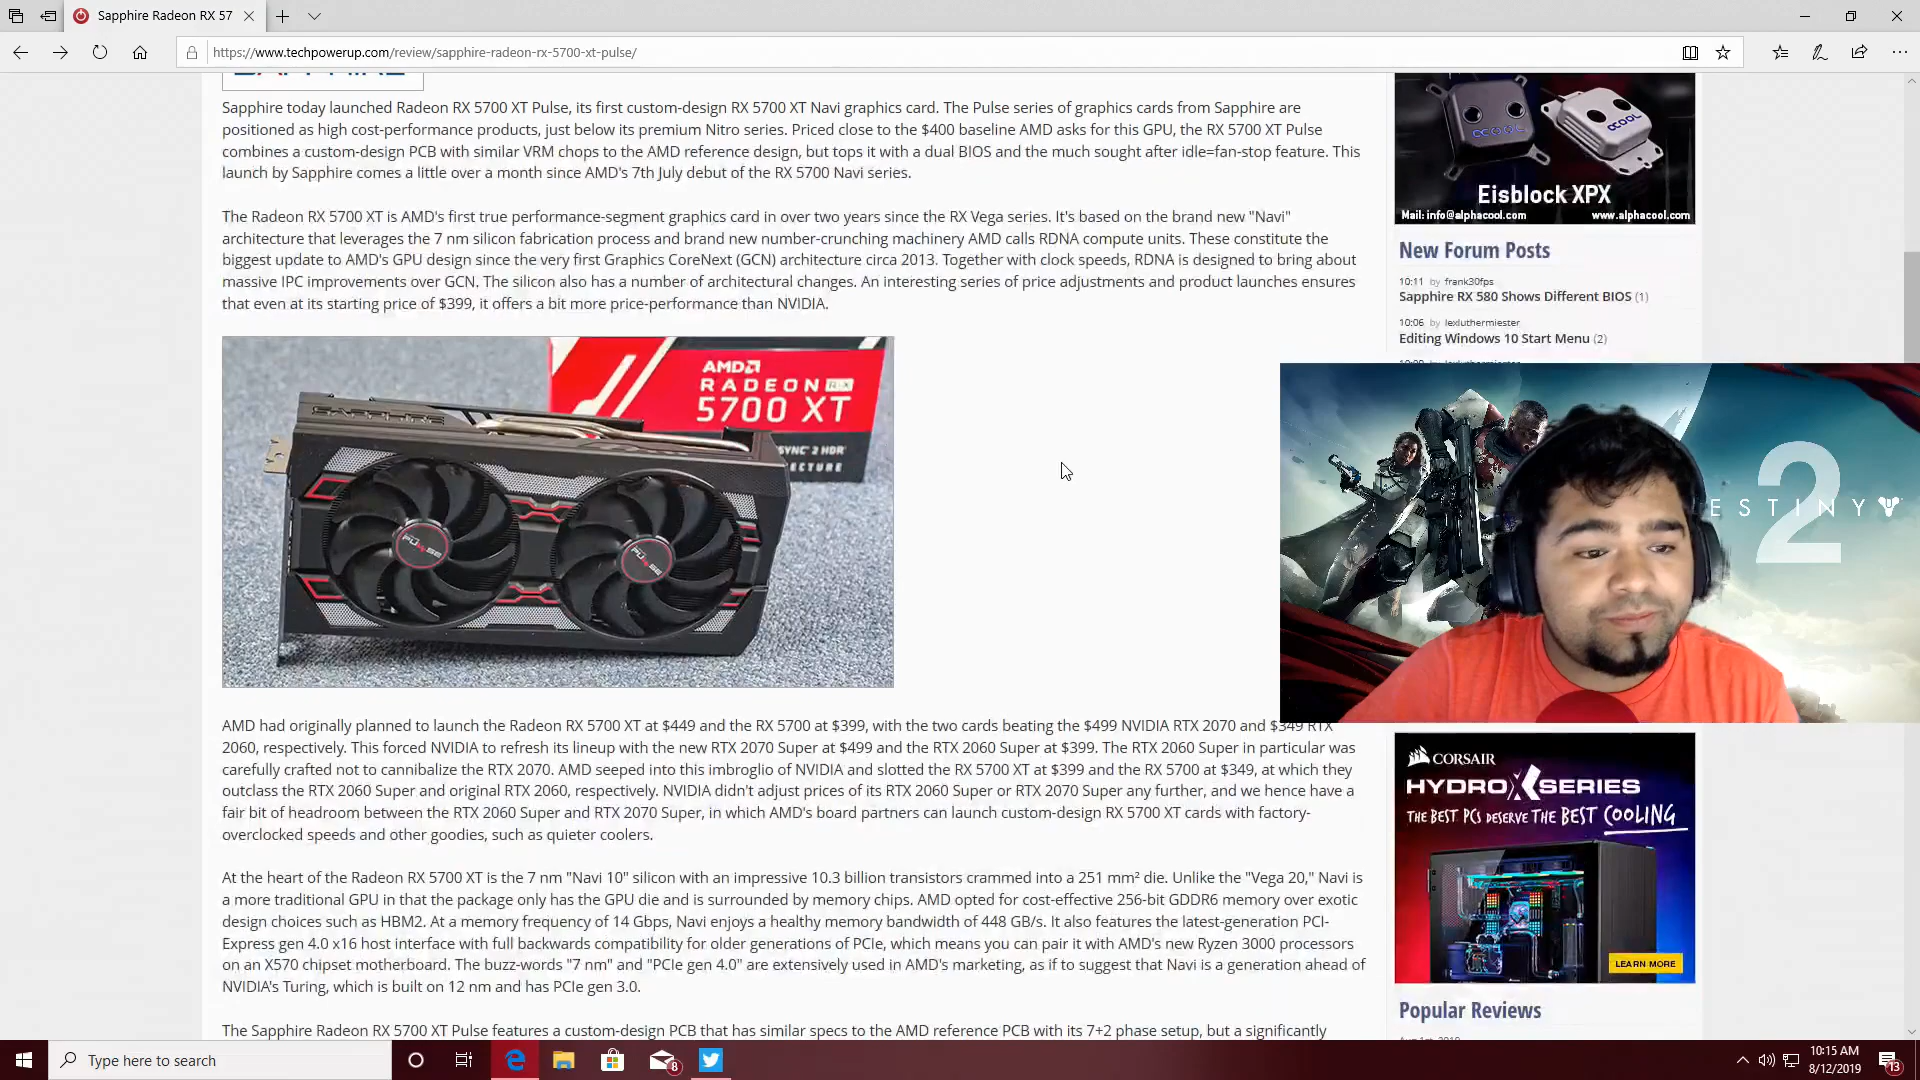 Sapphire Radeon RX 57
https://www.techpowerup.com/review/sapphire-radeon-rx-5700-xt-pulse/
Sapphire today launched Radeon RX 5700 XT Pulse, its first custom-design RX 5700 XT Navi graphics card. The Pulse series of graphics cards from Sapphire are
positioned as high cost-performance products, just below its premium Nitro series. Priced close to the $400 baseline AMD asks for this GPU, the RX 5700 XT Pulse
combines a custom-design PCB with similar VRM chops to the AMD reference design, but tops it with a dual BIOS and the much sought after idle=fan-stop feature. This
launch by Sapphire comes a little over a month since AMD's 7th July debut of the RX 5700 Navi series.
The Radeon RX 5700 XT is AMD's first true performance-segment graphics card in over two years since the RX Vega series. It's based on the brand new "Navi"
architecture that leverages the 7 nm silicon fabrication process and brand new number-crunching machinery AMD calls RDNA compute units. These constitute the
biggest update to AMD's GPU design since the very first Graphics CoreNext (GCN) architecture circa 2013. Together with clock speeds, RDNA is designed to bring about
massive IPC improvements over GCN. The silicon also has a number of architectural changes. An interesting series of price adjustments and product launches ensures
that even at its starting price of $399, it offers a bit more price-performance than NVIDIA.
AMD
RADEON RX
5700 XT
SYNC 2 HDR
ECTURE
SAPPHIRE
PULSE
PULSE
AMD had originally planned to launch the Radeon RX 5700 XT at $449 and the RX 5700 at $399, with the two cards beating the $499 NVIDIA RTX 2070 and $349 RTX
2060, respectively. This forced NVIDIA to refresh its lineup with the new RTX 2070 Super at $499 and the RTX 2060 Super at $399. The RTX 2060 Super in particular was
carefully crafted not to cannibalize the RTX 2070. AMD seeped into this imbroglio of NVIDIA and slotted the RX 5700 XT at $399 and the RX 5700 at $349, at which they
outclass the RTX 2060 Super and original RTX 2060, respectively. NVIDIA didn't adjust prices of its RTX 2060 Super or RTX 2070 Super any further, and we hence have a
fair bit of headroom between the RTX 2060 Super and RTX 2070 Super, in which AMD's board partners can launch custom-design RX 5700 XT cards with factory-
overclocked speeds and other goodies, such as quieter coolers.
At the heart of the Radeon RX 5700 XT is the 7 nm "Navi 10" silicon with an impressive 10.3 billion transistors crammed into a 251 mm² die. Unlike the "Vega 20," Navi is
a more traditional GPU in that the package only has the GPU die and is surrounded by memory chips. AMD opted for cost-effective 256-bit GDDR6 memory over exotic
design choices such as HBM2. At a memory frequency of 14 Gbps, Navi enjoys a healthy memory bandwidth of 448 GB/s. It also features the latest-generation PCI-
Express gen 4.0 x16 host interface with full backwards compatibility for older generations of PCIe, which means you can pair it with AMD's new Ryzen 3000 processors
on an X570 chipset motherboard. The buzz-words "7 nm" and "PCIe gen 4.0" are extensively used in AMD's marketing, as if to suggest that Navi is a generation ahead of
NVIDIA's Turing, which is built on 12 nm and has PCIe gen 3.0.
The Sapphire Radeon RX 5700 XT Pulse features a custom-design PCB that has similar specs to the AMD reference PCB with its 7+2 phase setup, but a significantly
Eisblock XPX
Mail: info@alphacool.com www.alphacool.com
New Forum Posts
10:11 by frank30fps
Sapphire RX 580 Shows Different BIOS (1)
10:06 by lexluthermiester
Editing Windows 10 Start Menu (2)
ESTINY
2
CORSAIR
HYDRO X SERIES
THE BEST PCs DESERVE THE BEST COOLING
LEARN MORE
Popular Reviews
Type here to search
8
10:15 AM
8/12/2019
13